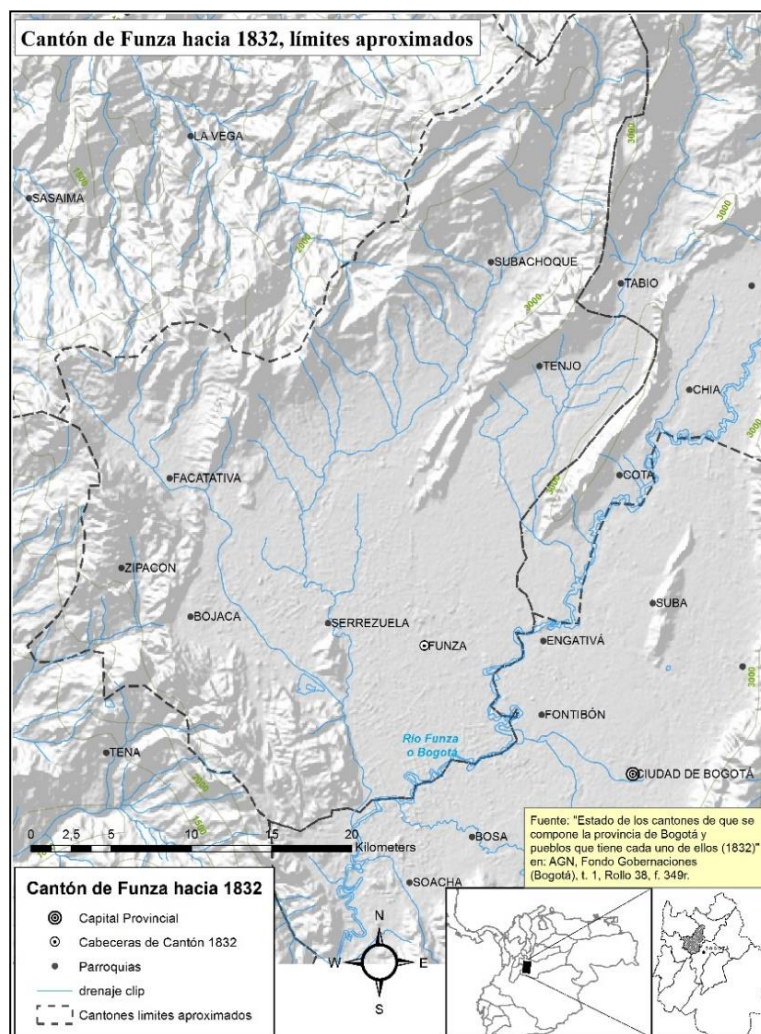 Cantón de Funza hacia 1832, límites aproximados
3000
LA VEGA
1500
SASAIMA
2000
3000
SUBACHOQUE
TABIO
3000
TENJO
CHIA
3000
FACATATIVA
3000
COTA
ZIPACON
SUBA
BOJACA
SERREZUELA
FUNZA
ENGATIVÁ
3000
FONTIBÓN
Río Funza
o Bogotá
TENA
CIUDAD DE BOGOTÁ
2000
1500
BOSA
SOACHA
0 2,5 5 10 15 20
Kilometers
Fuente: "Estado de los cantones de que se
compone la provincia de Bogotá y
pueblos que tiene cada uno de ellos (1832)"
en: AGN, Fondo Gobernaciones
(Bogotá), t. 1, Rollo 38, f. 349r.
Cantón de Funza hacia 1832
Capital Provincial
Cabeceras de Cantón 1832
Parroquias
drenaje clip
Cantones limites aproximados
N
W
E
S